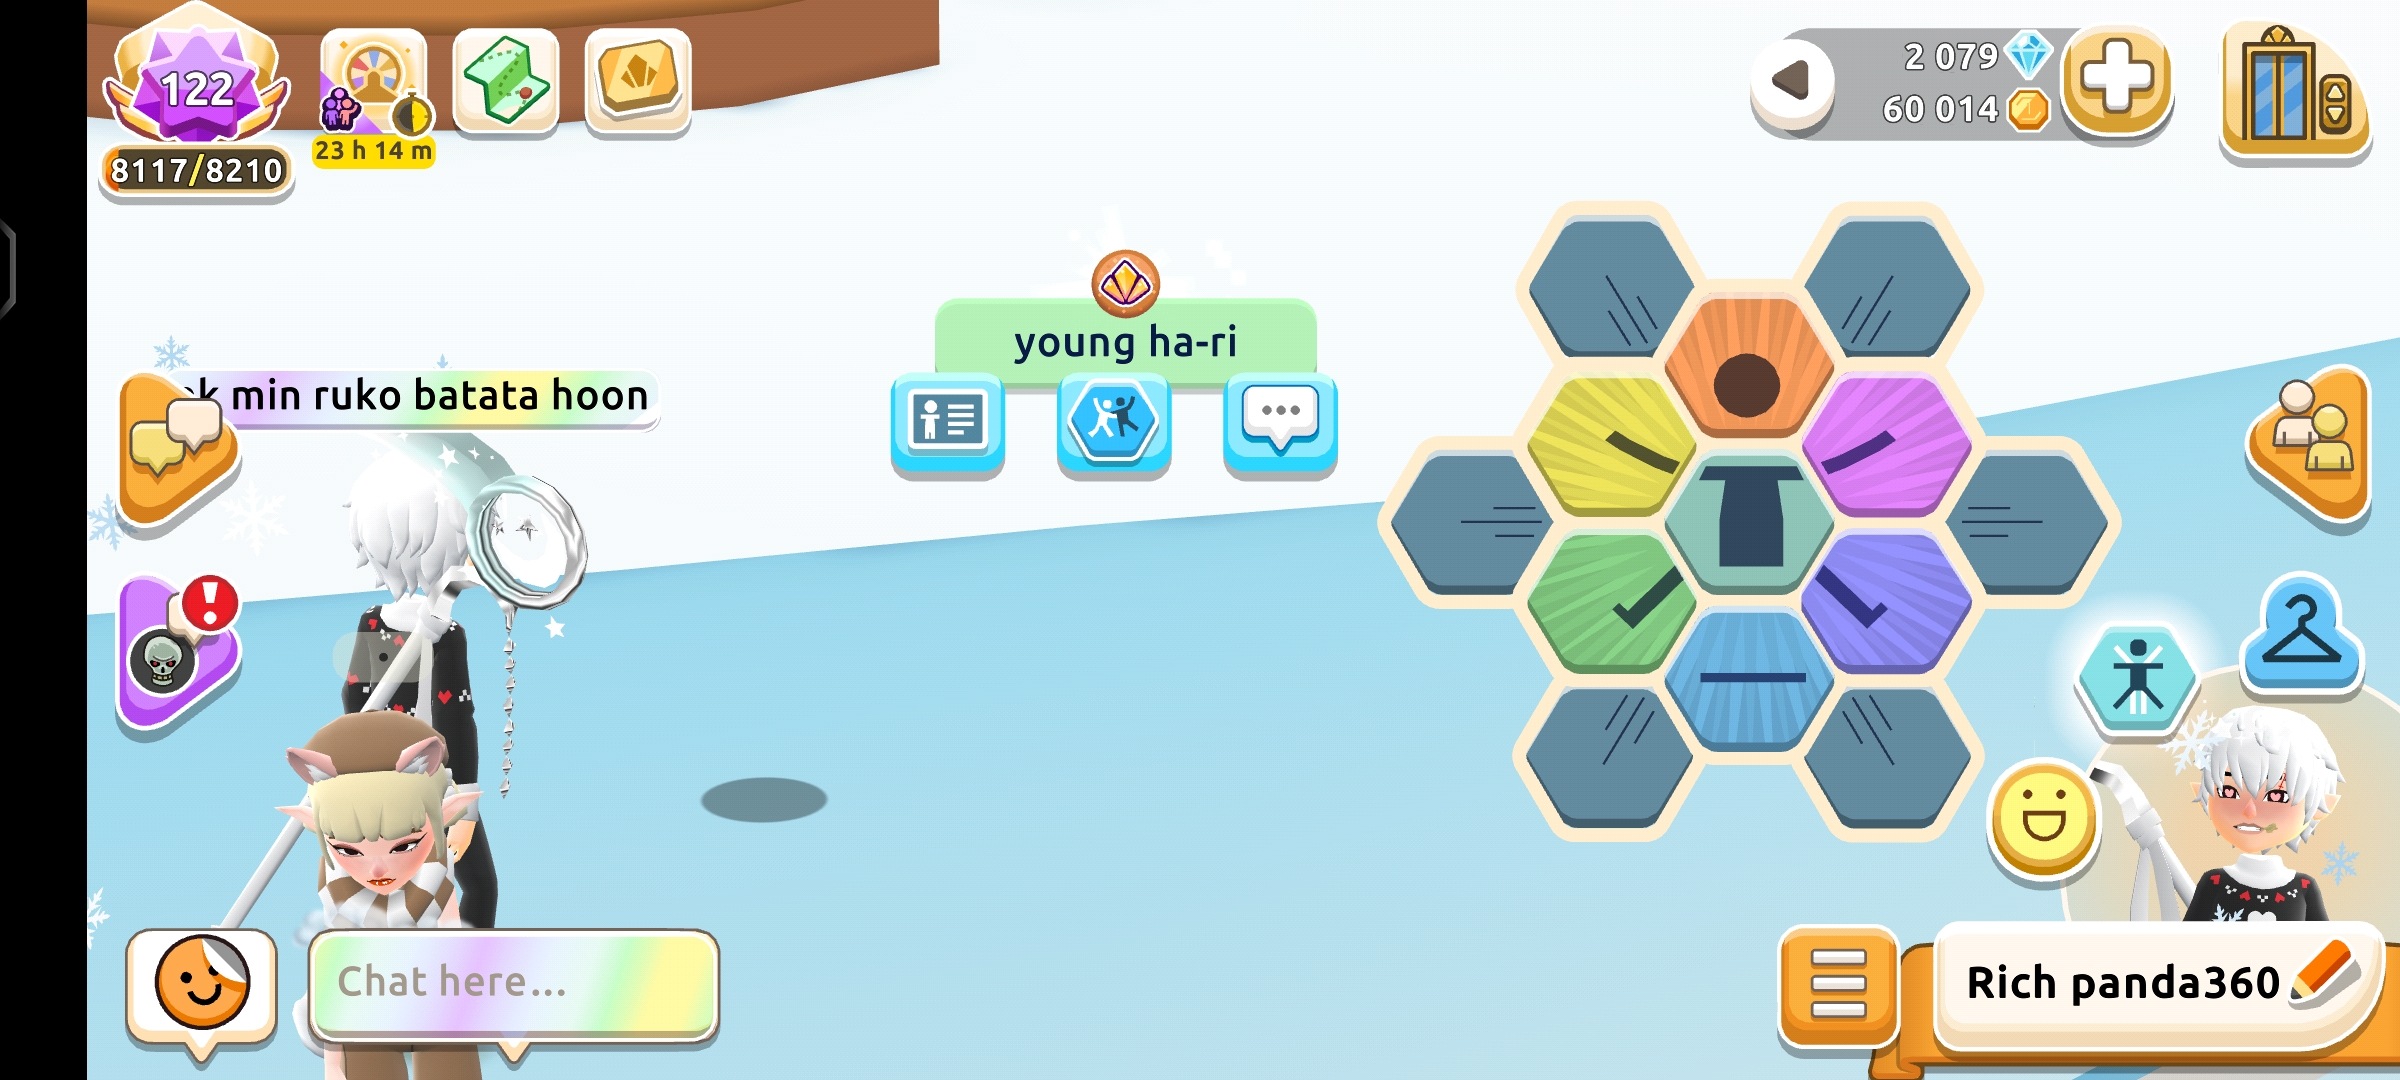 122
8117/8210
23 h 14 m
2 079
60 014
young ha-ri
min ruko batata hoon
Chat here...
Rich panda360